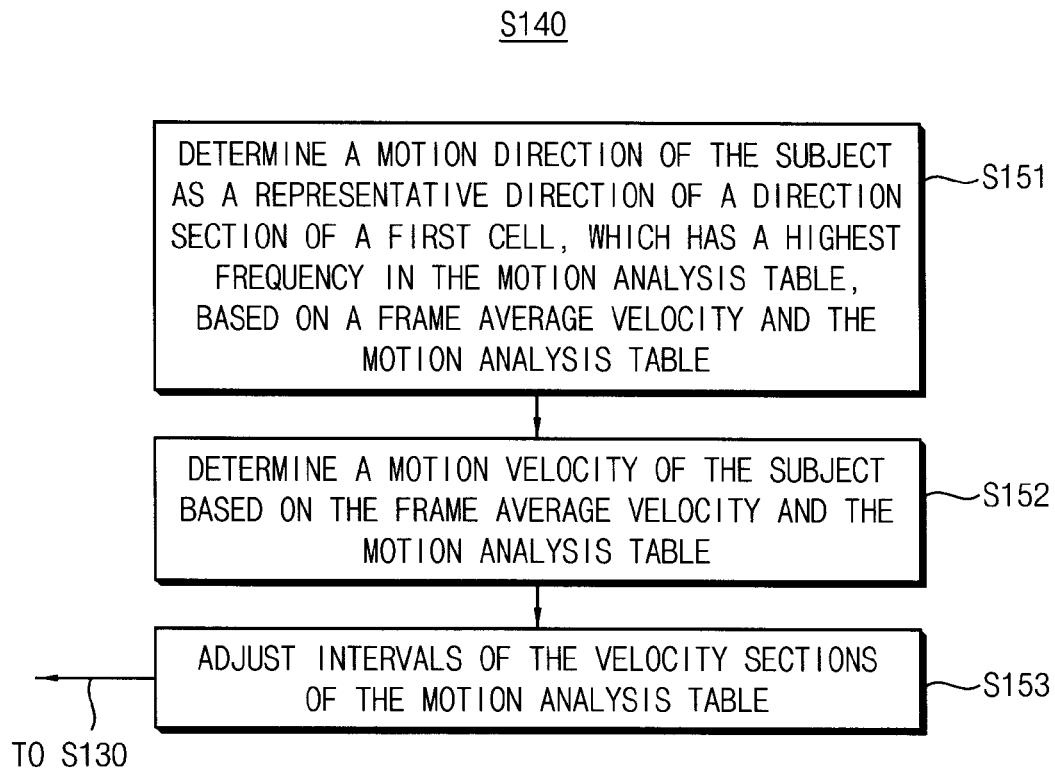 S140
DETERMINE A MOTION DIRECTION OF THE SUBJECT
AS A REPRESENTATIVE DIRECTION OF A DIRECTION
SECTION OF A FIRST CELL, WHICH HAS A HIGHEST
FREQUENCY IN THE MOTION ANALYSIS TABLE,
BASED ON A FRAME AVERAGE VELOCITY AND THE
MOTION ANALYSIS TABLE
S151
DETERMINE A MOTION VELOCITY OF THE SUBJECT
BASED ON THE FRAME AVERAGE VELOCITY AND THE
MOTION ANALYSIS TABLE
S152
ADJUST INTERVALS OF THE VELOCITY SECTIONS
OF THE MOTION ANALYSIS TABLE
S153
TO S130